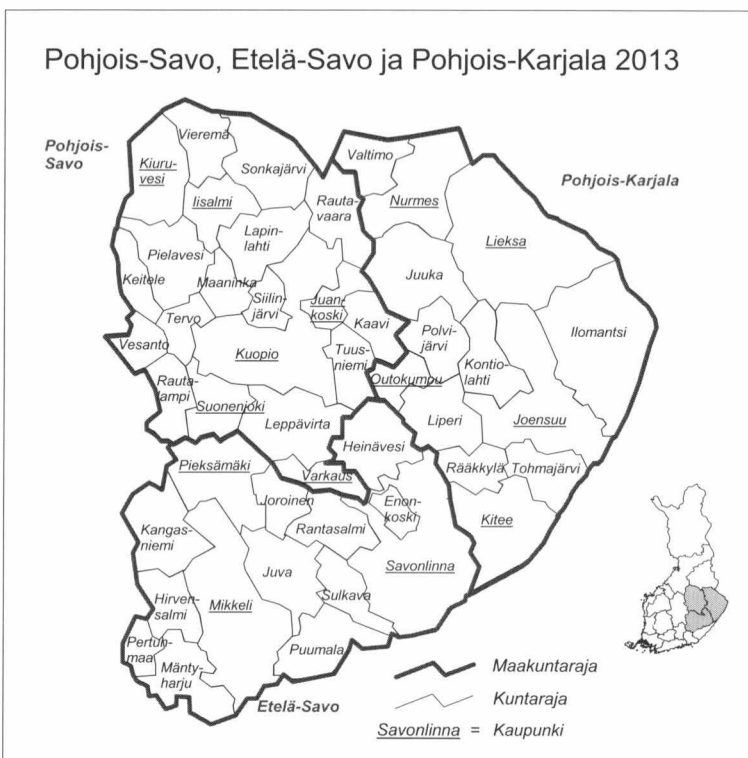 Pohjois-Savo, Etelä-Savo ja Pohjois-Karjala 2013
Pohjois-
Savo
Vieremä
Kiuru-
vesi
Sonkajärvi
Valtimo
Pohjois-Karjala
Iisalmi
Rauta-
vaara
Nurmes
Lapin-
lahti
Lieksa
Pielavesi
Juuka
Keitele
Maaninka
Siilin-
järvi
Juan-
koski
Kaavi
Ilomantsi
Tervo
Polvi-
järvi
Vesanto
Kuopio
Tuus-
niemi
Kontio-
lahti
Rauta-
lampi
Outokumpu
Suonenjoki
Leppävirta
Liperi
Joensuu
Heinävesi
Pieksämäki
Varkaus
Rääkkylä
Tohmajärvi
Joroinen
Enon-
koski
Kitee
Kangas-
niemi
Rantasalmi
Juva
Savonlinna
Hirven-
salmi
Mikkeli
Sulkava
Pertun-
maa
Puumala
Mänty-
harju
Etelä-Savo
Maakuntaraja
Kuntaraja
Savonlinna = Kaupunki